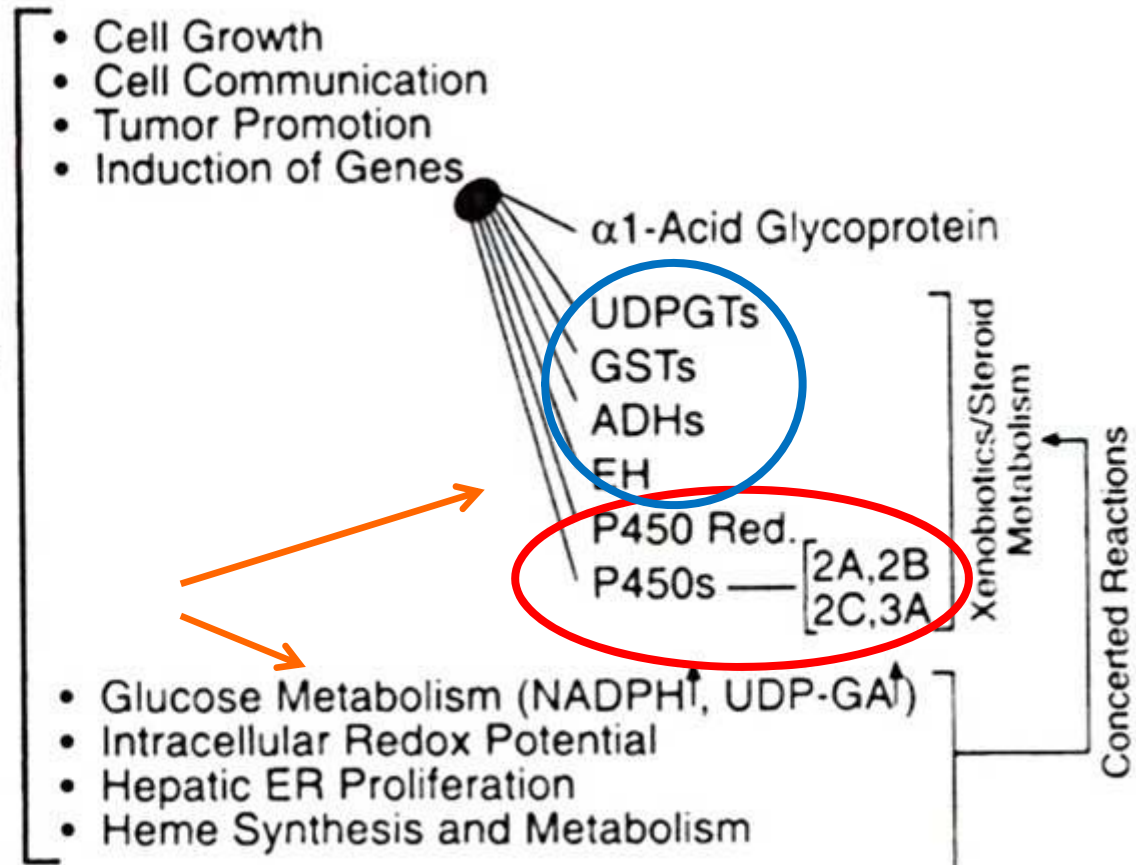 • Cell Growth
• Cell Communication
• Tumor Promotion
• Induction of Genes
α1-Acid Glycoprotein
UDPGTs
GSTs
ADHs
EH
P450 Red.
P450s
2A,2B
2C,3A
Xenobiotics/Steroid
Motabolism
Concerted Reactions
• Glucose Metabolism (NADPH↑, UDP-GA↑)
• Intracellular Redox Potential
• Hepatic ER Proliferation
• Heme Synthesis and Metabolism